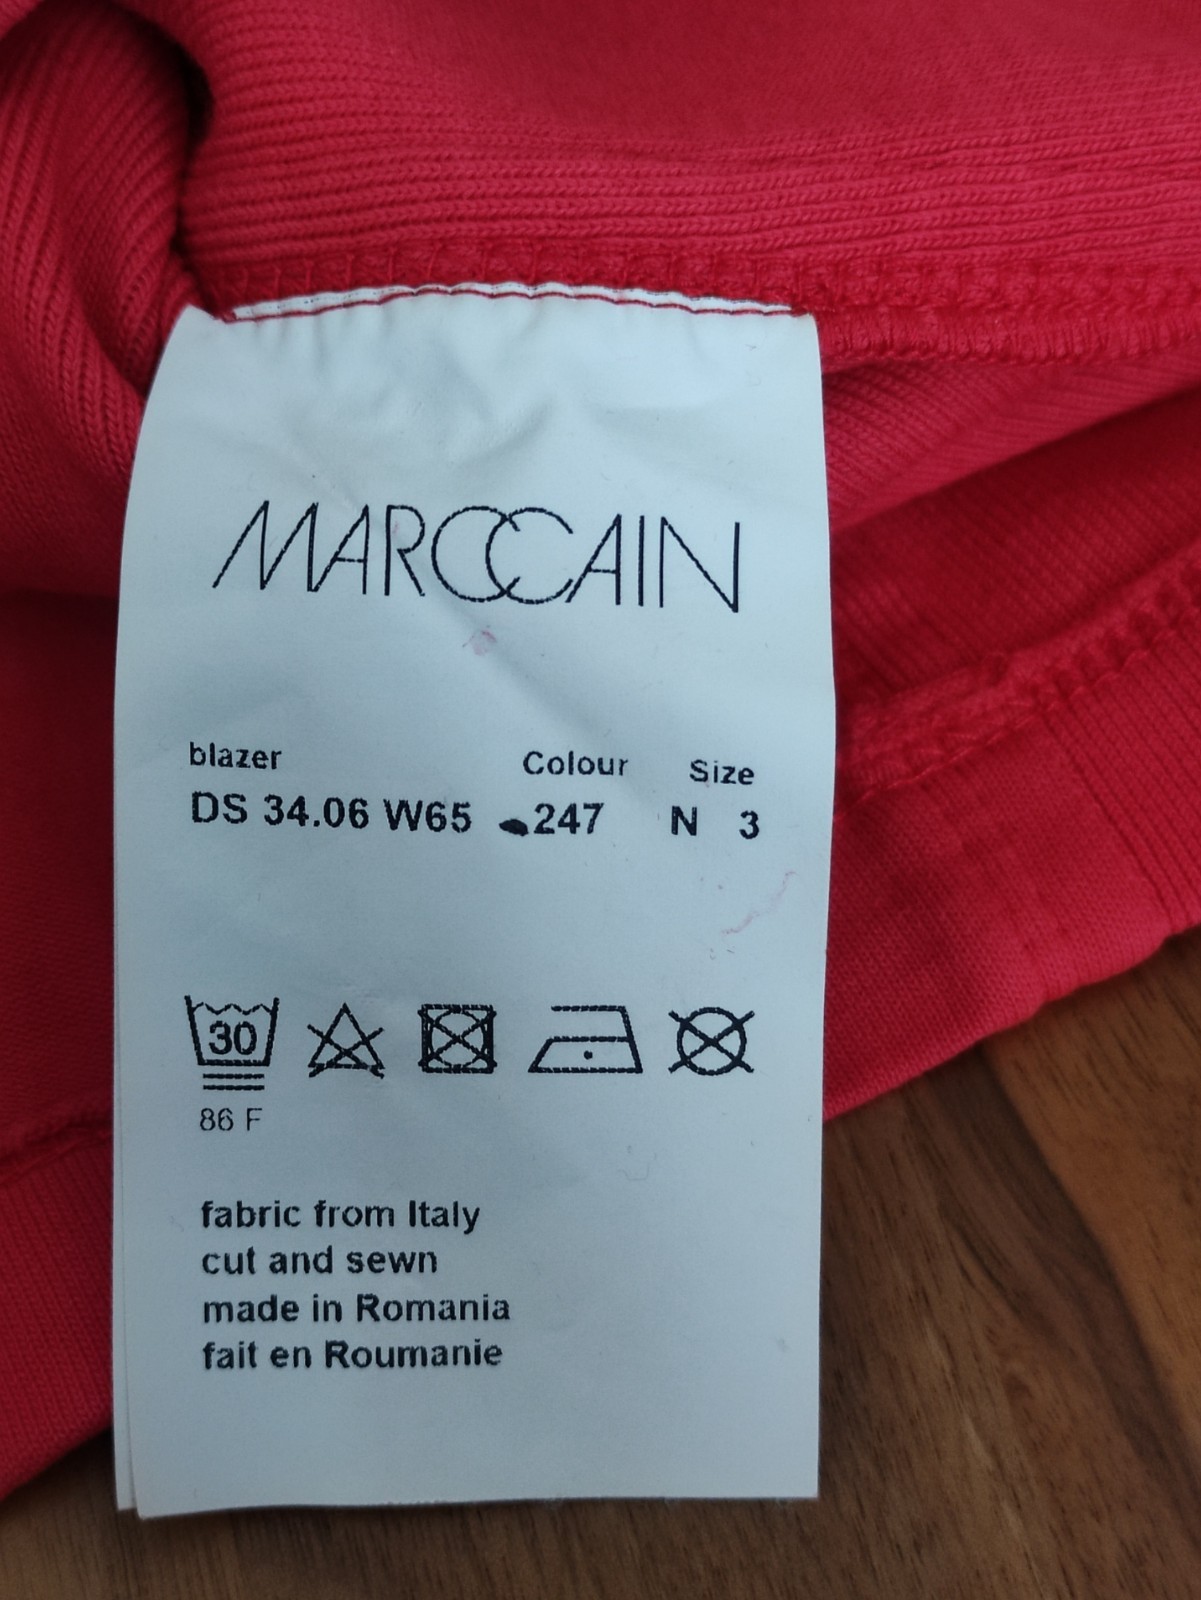 MARCCAIN
blazer Colour Size
DS 34.06 W65 247 N 3
30
86 F
fabric from Italy
cut and sewn
made in Romania
fait en Roumanie